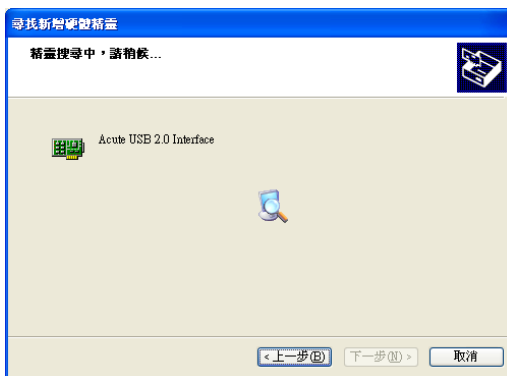 尋找新增硬體精靈
精靈搜尋中，請稍候...
Acute USB 2.0 Interface
<上一步(B)
下一步(N)>
取消